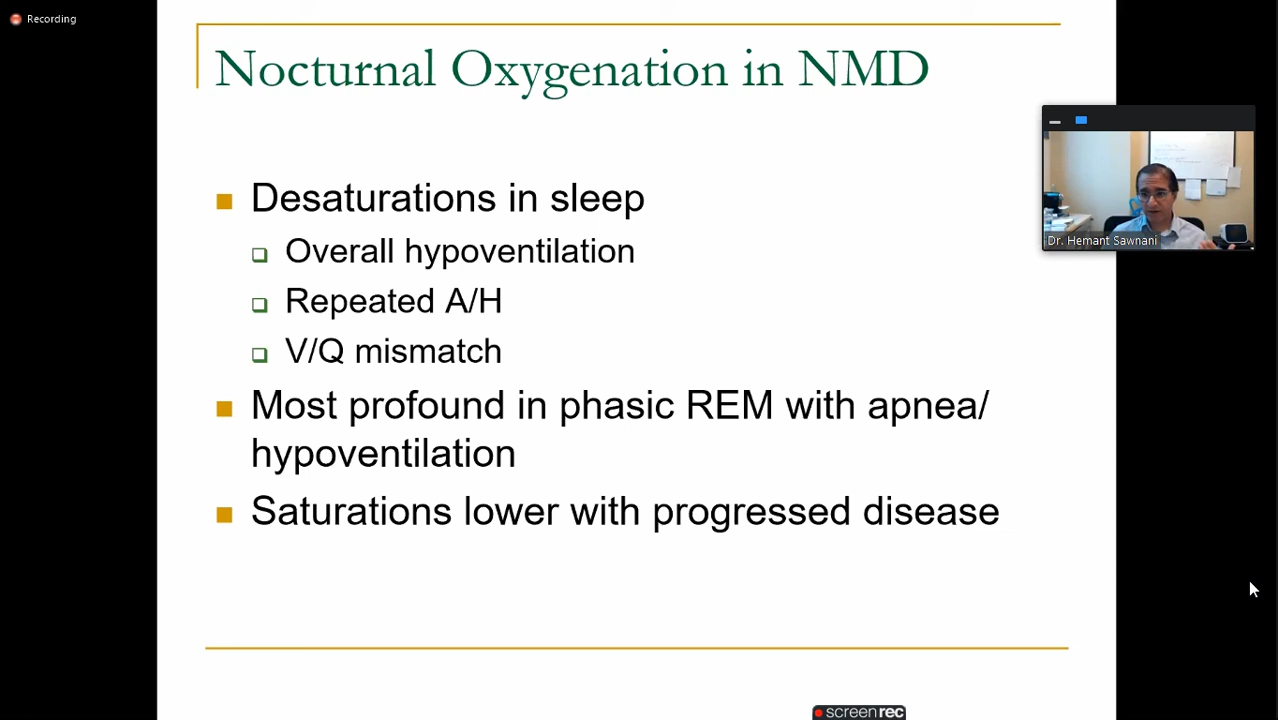 Recording
Nocturnal Oxygenation in NMD
Desaturations in sleep
Overall hypoventilation
Repeated A/H
V/Q mismatch
Most profound in phasic REM with apnea/
hypoventilation
Saturations lower with progressed disease
Dr. Hemant Sawnani
screenrec